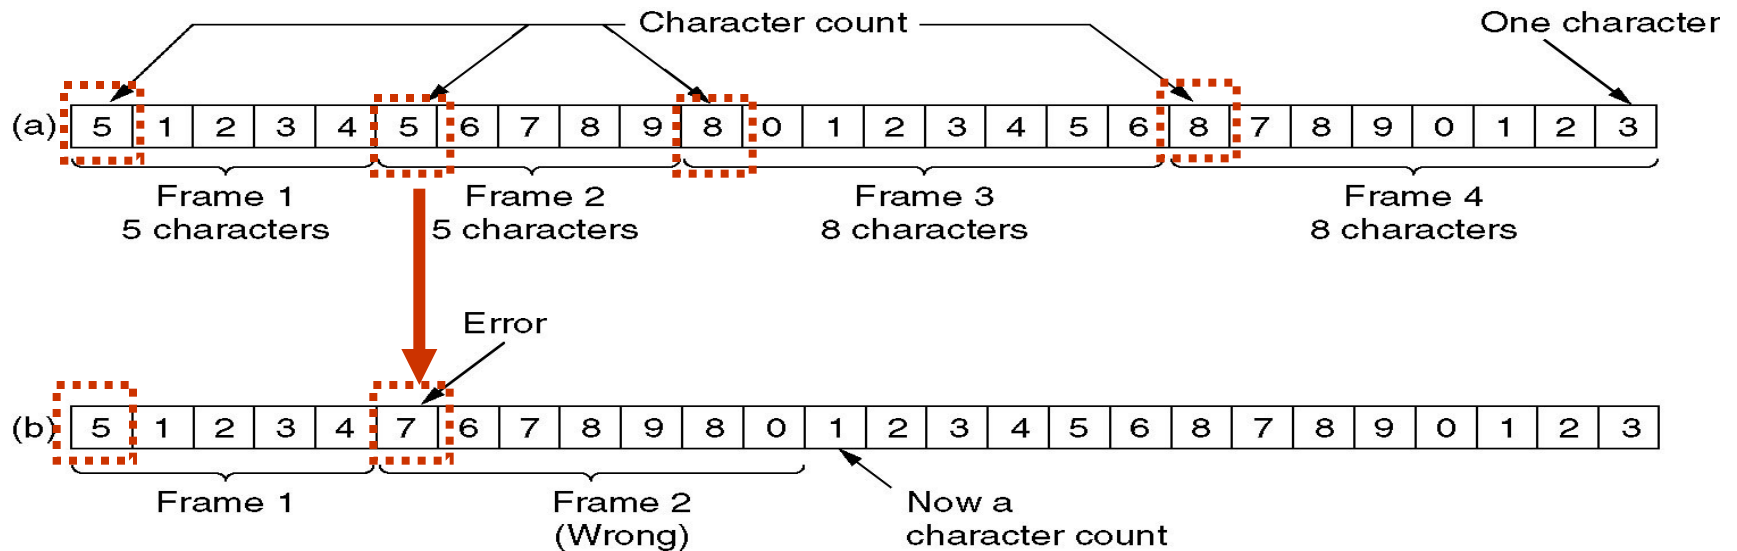 Character count
One character
(a) 5 1 2 3 4 5 6 7 8 9 8 0 1 2 3 4 5 6 8 7 8 9 0 1 2 3
Frame 1
5 characters
Frame 2
5 characters
Frame 3
8 characters
Frame 4
8 characters
Error
(b) 5 1 2 3 4 7 6 7 8 9 8 0 1 2 3 4 5 6 8 7 8 9 0 1 2 3
Frame 1
Frame 2
(Wrong)
Now a
character count